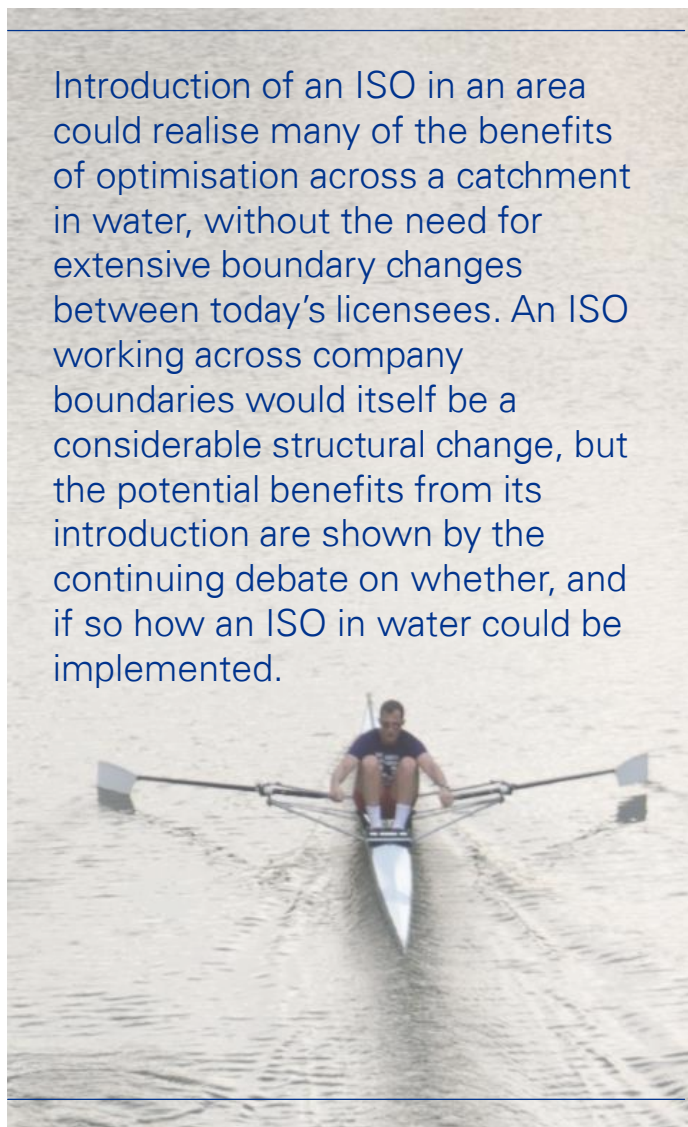 Introduction of an ISO in an area
could realise many of the benefits
of optimisation across a catchment
in water, without the need for
extensive boundary changes
between today’s licensees. An ISO
working across company
boundaries would itself be a
considerable structural change, but
the potential benefits from its
introduction are shown by the
continuing debate on whether, and
if so how an ISO in water could be
implemented.